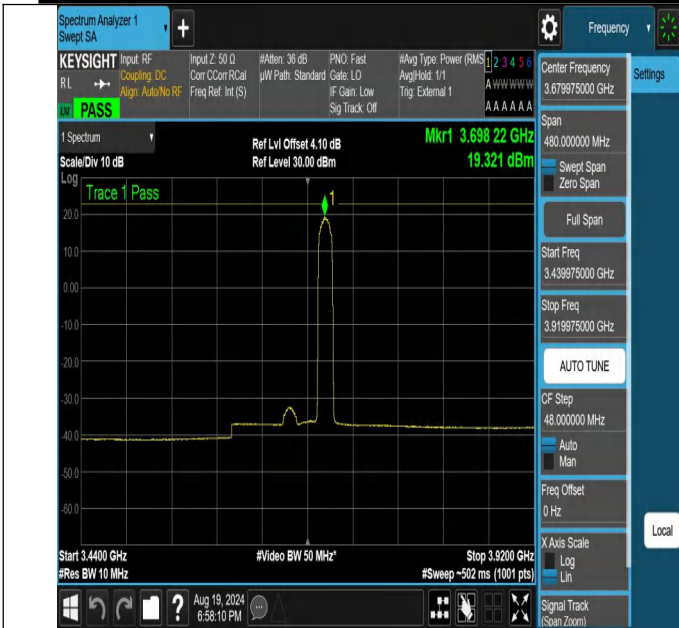 Spectrum Analyzer 1
Swept SA
+
Frequency
KEYSIGHT
RL
PASS
Input: RF
Coupling: DC
Align: Auto/No RF
Input Z: 50 Ω
Corr CCorr RCal
Freq Ref: Int (S)
#Atten: 36 dB
µW Path: Standard
PNO: Fast
Gate: LO
IF Gain: Low
Sig Track: Off
#Avg Type: Power (RMS
Avg|Hold: 1/1
Trig: External 1
1 2 3 4 5 6
A W W W W W
A A A A A A
1 Spectrum
Scale/Div 10 dB
Log
Ref Lvl Offset 4.10 dB
Ref Level 30.00 dBm
Mkr1 3.698 22 GHz
19.321 dBm
Trace 1 Pass
1
20.0
10.0
0.00
-10.0
-20.0
-30.0
-40.0
-50.0
-60.0
Start 3.4400 GHz
#Res BW 10 MHz
#Video BW 50 MHz*
Stop 3.9200 GHz
#Sweep ~502 ms (1001 pts)
?
Aug 19, 2024
6:58:10 PM
Center Frequency
3.679975000 GHz
Span
480.000000 MHz
Swept Span
Zero Span
Full Span
Start Freq
3.439975000 GHz
Stop Freq
3.919975000 GHz
AUTO TUNE
CF Step
48.000000 MHz
Auto
Man
Freq Offset
0 Hz
X Axis Scale
Log
Lin
Signal Track
(Span Zoom)
Settings
Local